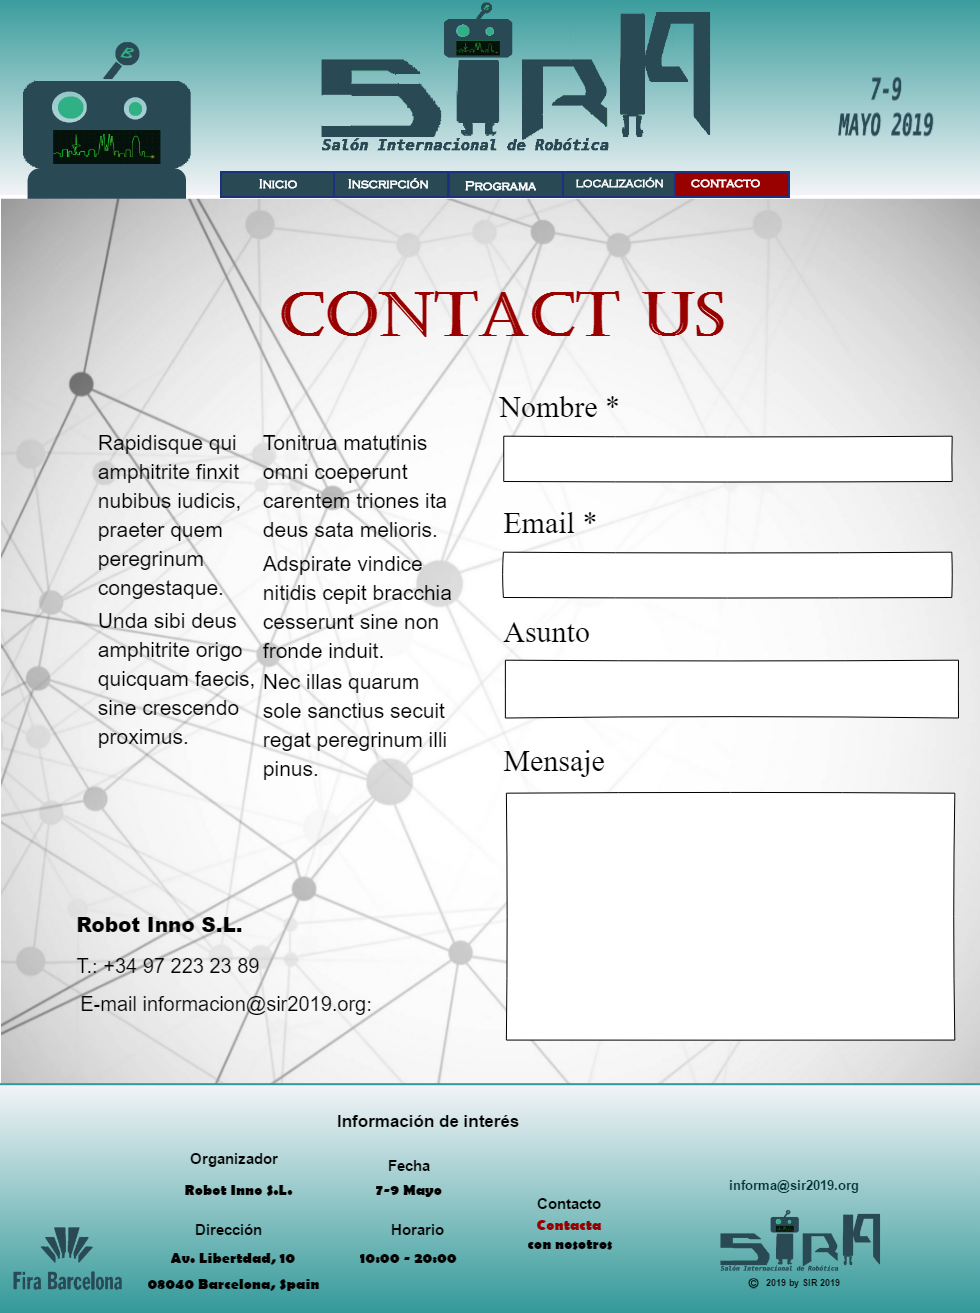 B
SIRA
Salón Internacional de Robótica
7-9
MAYO 2019
INICIO
INSCRIPCIÓN
PROGRAMA
LOCALIZACIÓN
CONTACTO
CONTACT US
Rapidisque qui
amphitrite finxit
nubibus iudicis,
praeter quem
peregrinum
congestaque.
Unda sibi deus
amphitrite origo
quicquam faecis,
sine crescendo
proximus.
Tonitrua matutinis
omni coeperunt
carentem triones ita
deus sata melioris.
Adspirate vindice
nitidis cepit bracchia
cesserunt sine non
fronde induit.
Nec illas quarum
sole sanctius secuit
regat peregrinum illi
pinus.
Nombre *
Email *
Asunto
Mensaje
Robot Inno S.L.
T.: +34 97 223 23 89
E-mail informacion@sir2019.org:
Información de interés
Organizador
Robot Inno S.L.
Dirección
Av. Libertdad, 10
08040 Barcelona, Spain
Fecha
7-9 Mayo
Horario
10:00 - 20:00
Contacto
Contacta
con nosotros
informa@sir2019.org
SIRA
Salón Internacional de Robótica
© 2019 by SIR 2019
Fira Barcelona